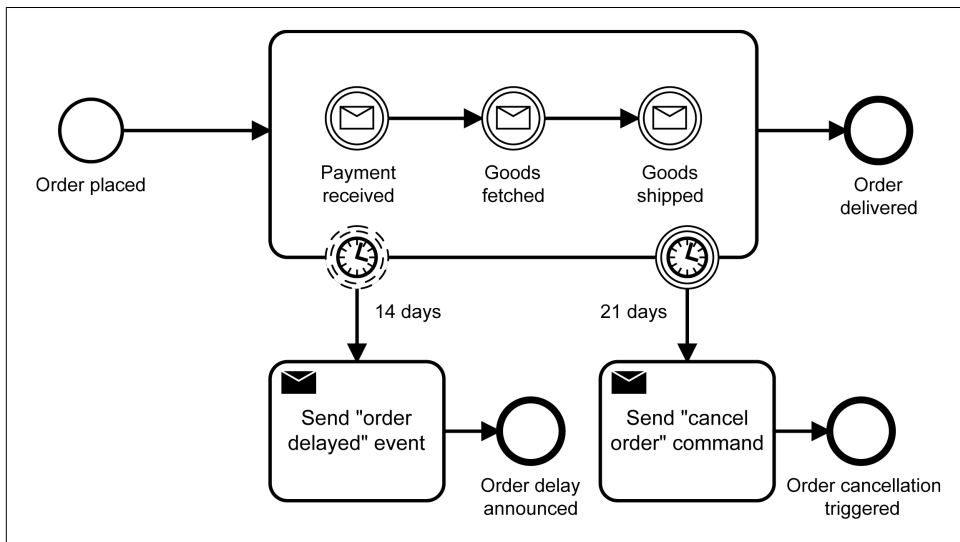 Order placed
Payment
received
Goods
fetched
Goods
shipped
Order
delivered
14 days
21 days
Send "order
delayed" event
Order delay
announced
Send "cancel
order" command
Order cancellation
triggered